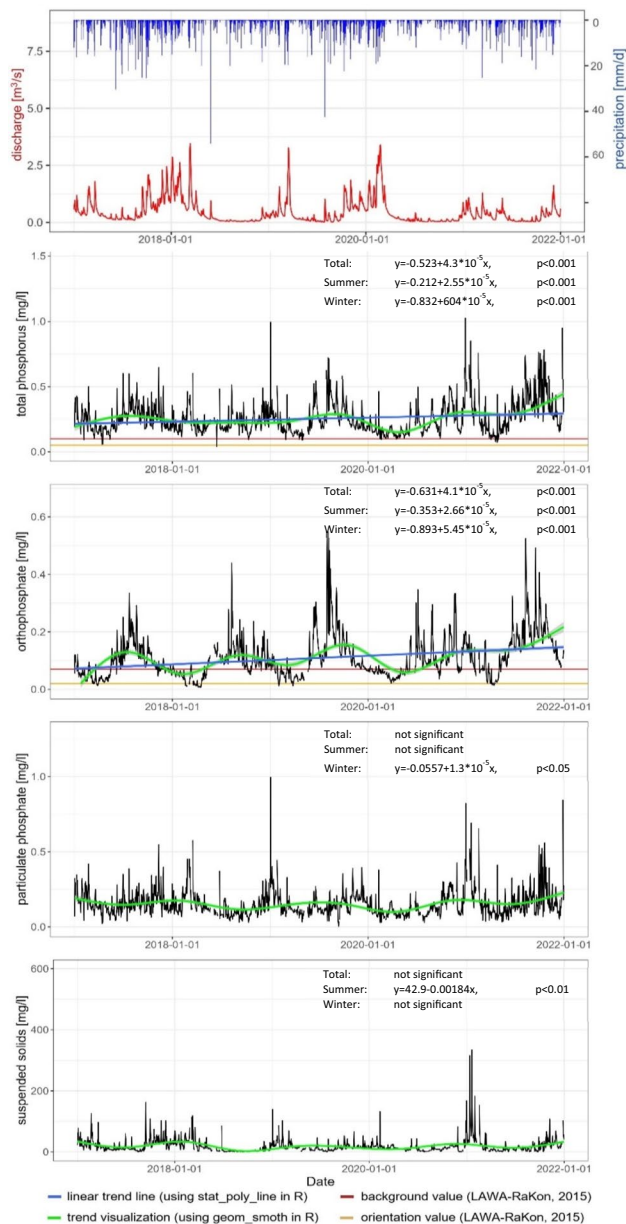 0
7.5
20
5.0
40
2.5
60
0.0
discharge [m³/s]
precipitation [mm/d]
2018-01-01 2020-01-01 2022-01-01
1.5
Total: y=-0.523+4.3*10⁻⁵x, p<0.001
Summer: y=-0.212+2.55*10⁻⁵x, p<0.001
Winter: y=-0.832+604*10⁻⁵x, p<0.001
1.0
0.5
0.0
total phosphorus [mg/l]
2018-01-01 2020-01-01 2022-01-01
Total: y=-0.631+4.1*10⁻⁵x, p<0.001
Summer: y=-0.353+2.66*10⁻⁵x, p<0.001
Winter: y=-0.893+5.45*10⁻⁵x, p<0.001
0.6
0.4
0.2
0.0
orthophosphate [mg/l]
2018-01-01 2020-01-01 2022-01-01
Total: not significant
Summer: not significant
Winter: y=-0.0557+1.3*10⁻⁵x, p<0.05
1.0
0.5
0.0
particulate phosphate [mg/l]
2018-01-01 2020-01-01 2022-01-01
600
Total: not significant
Summer: y=42.9-0.00184x, p<0.01
Winter: not significant
400
200
0
suspended solids [mg/l]
2018-01-01 2020-01-01 2022-01-01
Date
linear trend line (using stat_poly_line in R) background value (LAWA-RaKon, 2015)
trend visualization (using geom_smoth in R) orientation value (LAWA-RaKon, 2015)